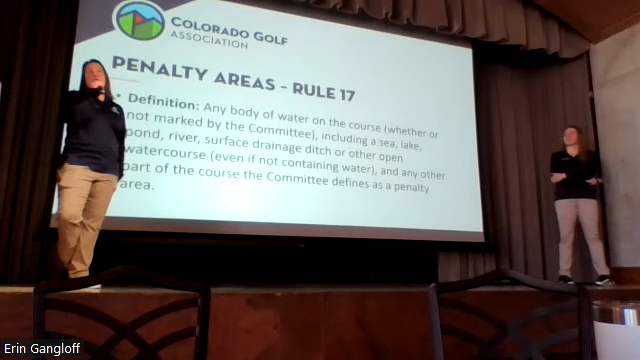 COLORADO GOLF
ASSOCIATION
PENALTY AREAS - RULE 17
• Definition: Any body of water on the course (whether or
not marked by the Committee), including a sea, lake,
pond, river, surface drainage ditch or other open
watercourse (even if not containing water), and any other
part of the course the Committee defines as a penalty
area.
Erin Gangloff